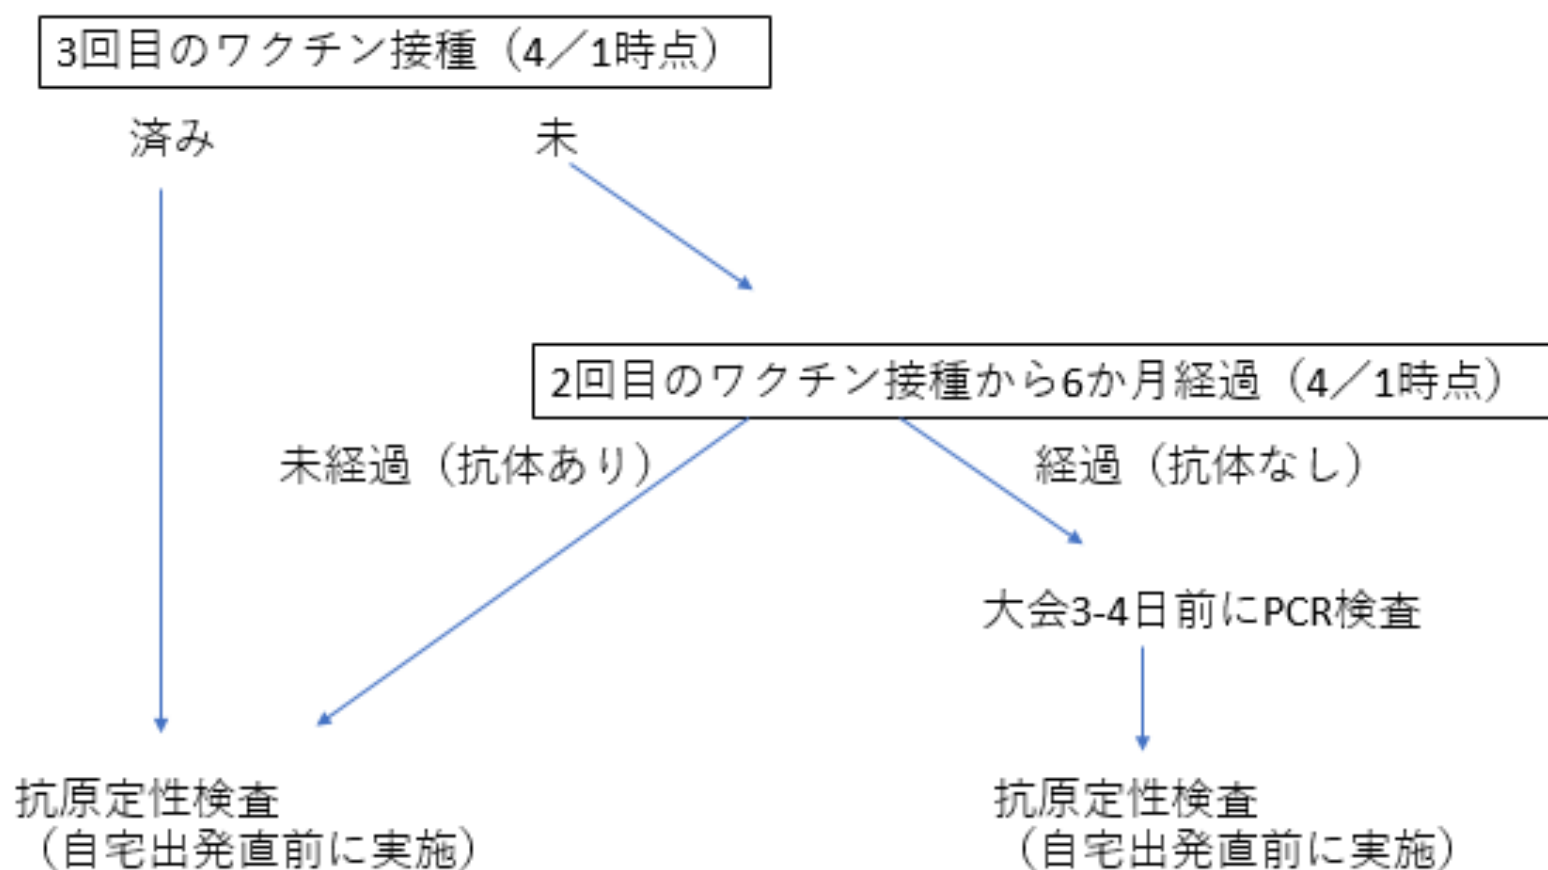 3回目のワクチン接種（4／1時点）
済み
未
2回目のワクチン接種から6か月経過（4／1時点）
未経過（抗体あり）
経過（抗体なし）
大会3-4日前にPCR検査
抗原定性検査
（自宅出発直前に実施）
抗原定性検査
（自宅出発直前に実施）